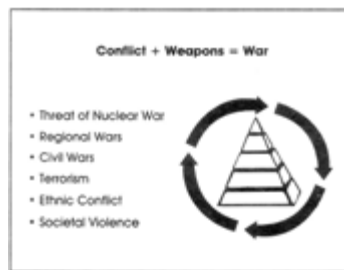 Conflict + Weapons = War
• Threat of Nuclear War
• Regional Wars
• Civil Wars
• Terrorism
• Ethnic Conflict
• Societal Violence